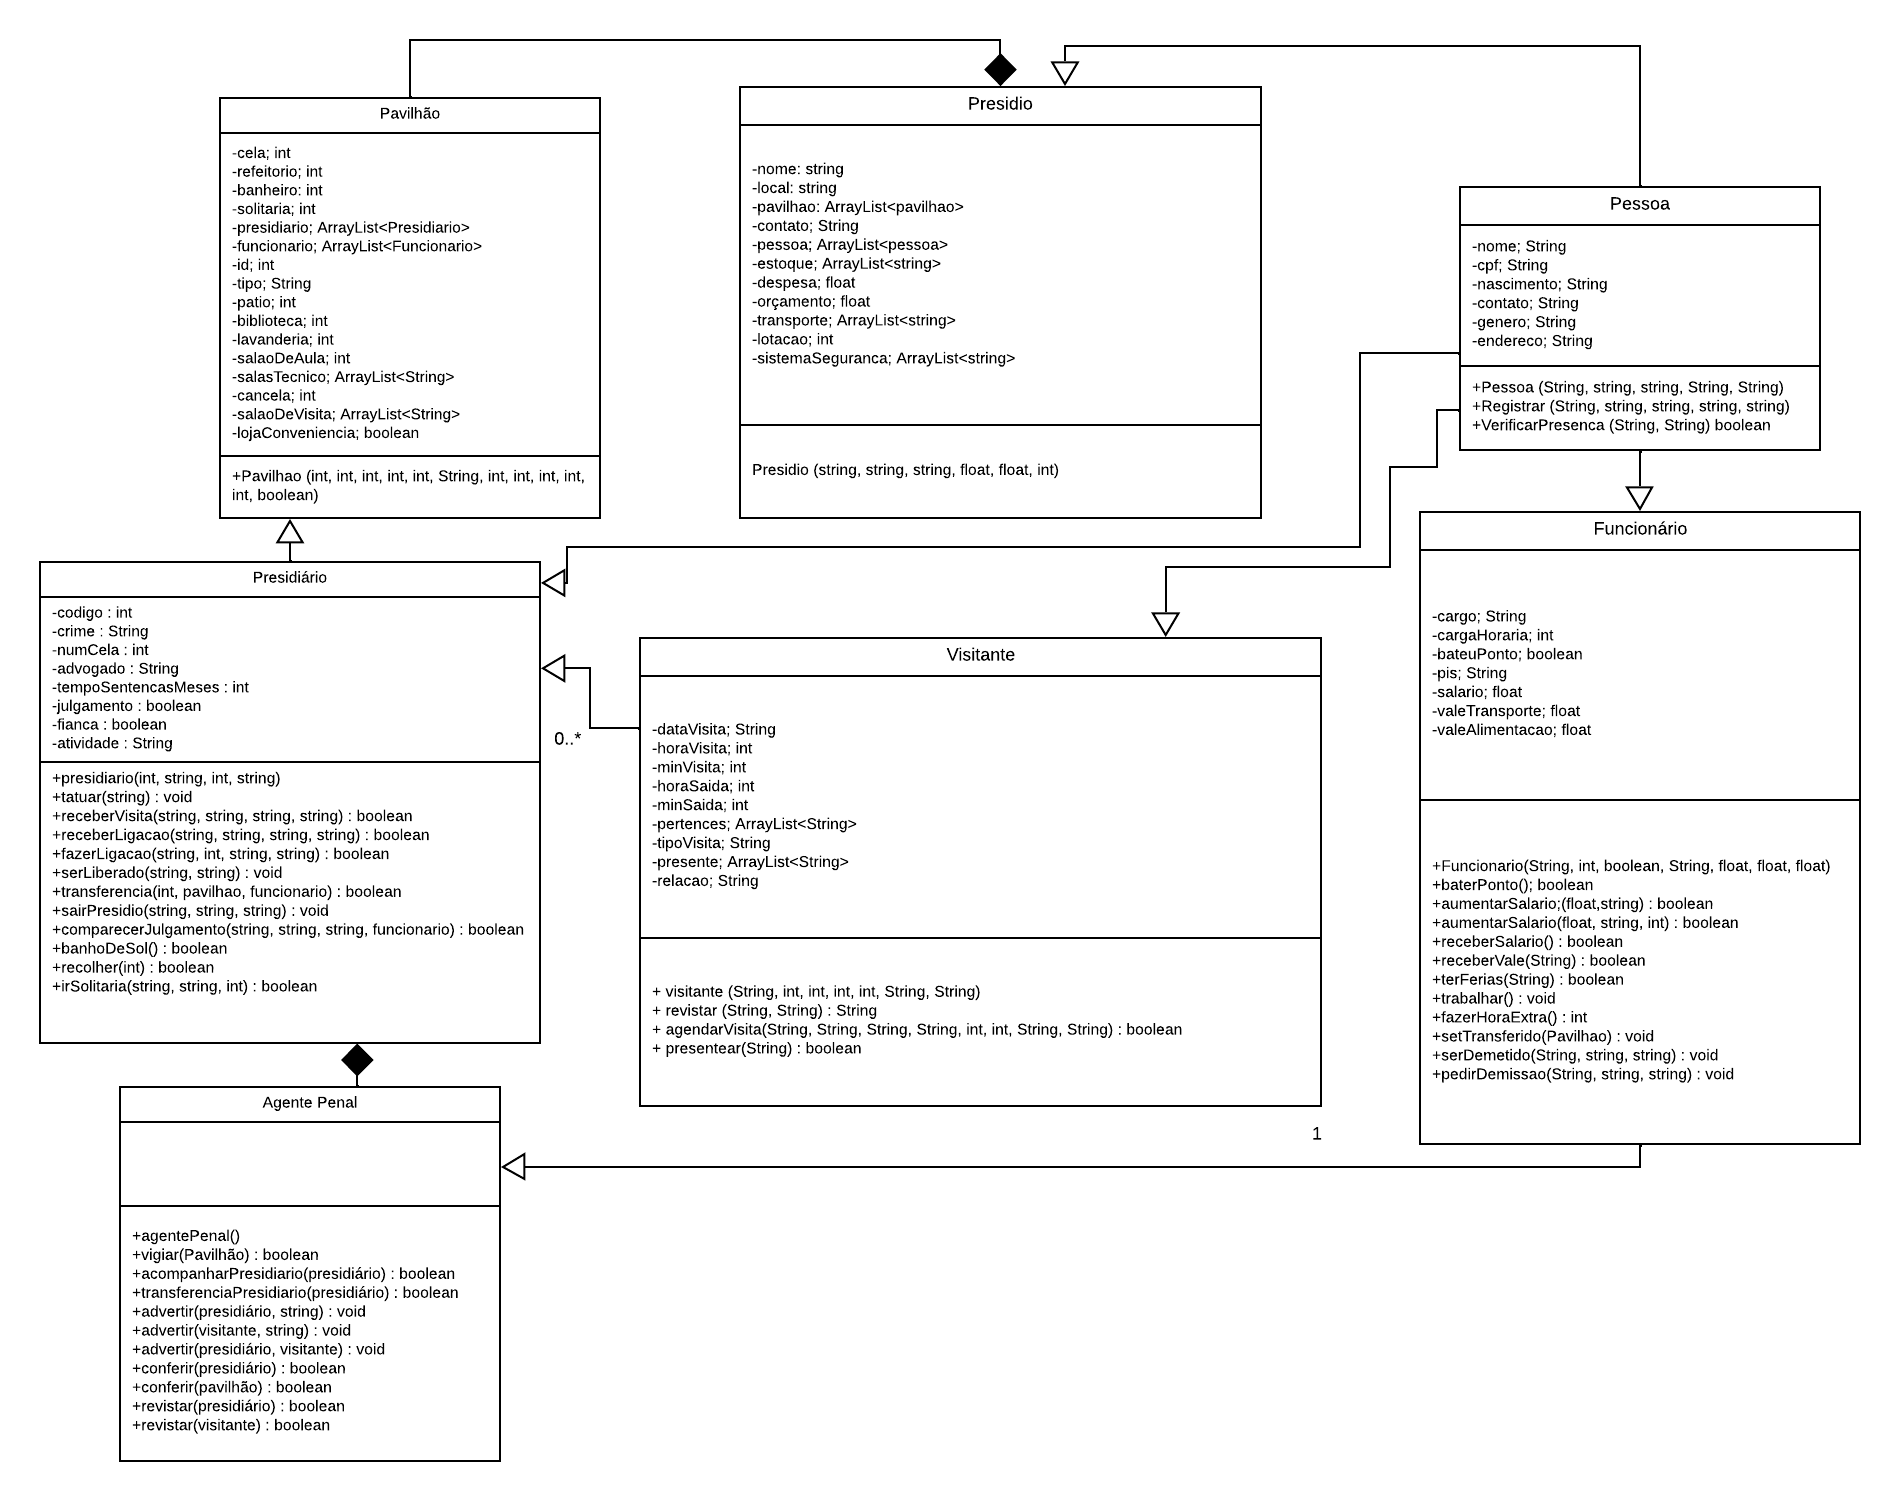 Pavilhão
-cela; int
-refeitorio; int
-banheiro: int
-solitaria; int
-presidiario; ArrayList<Presidiario>
-funcionario; ArrayList<Funcionario>
-id; int
-tipo; String
-patio; int
-biblioteca; int
-lavanderia; int
-salaoDeAula; int
-salasTecnico; ArrayList<String>
-cancela; int
-salaoDeVisita; ArrayList<String>
-lojaConveniencia; boolean
+Pavilhao (int, int, int, int, int, String, int, int, int, int,
int, boolean)
Presidio
-nome: string
-local: string
-pavilhao: ArrayList<pavilhao>
-contato; String
-pessoa; ArrayList<pessoa>
-estoque; ArrayList<string>
-despesa; float
-orçamento; float
-transporte; ArrayList<string>
-lotacao; int
-sistemaSeguranca; ArrayList<string>
Presidio (string, string, string, float, float, int)
Pessoa
-nome; String
-cpf; String
-nascimento; String
-contato; String
-genero; String
-endereco; String
+Pessoa (String, string, string, String, String)
+Registrar (String, string, string, string, string)
+VerificarPresenca (String, String) boolean
Presidiário
-codigo : int
-crime : String
-numCela : int
-advogado : String
-tempoSentencasMeses : int
-julgamento : boolean
-fianca : boolean
-atividade : String
+presidiario(int, string, int, string)
+tatuar(string) : void
+receberVisita(string, string, string, string) : boolean
+receberLigacao(string, string, string, string) : boolean
+fazerLigacao(string, int, string, string) : boolean
+serLiberado(string, string) : void
+transferencia(int, pavilhao, funcionario) : boolean
+sairPresidio(string, string, string) : void
+comparecerJulgamento(string, string, string, funcionario) : boolean
+banhoDeSol() : boolean
+recolher(int) : boolean
+irSolitaria(string, string, int) : boolean
0..*
Visitante
-dataVisita; String
-horaVisita; int
-minVisita; int
-horaSaida; int
-minSaida; int
-pertences; ArrayList<String>
-tipoVisita; String
-presente; ArrayList<String>
-relacao; String
+ visitante (String, int, int, int, int, String, String)
+ revistar (String, String) : String
+ agendarVisita(String, String, String, String, int, int, String, String) : boolean
+ presentear(String) : boolean
1
Funcionário
-cargo; String
-cargaHoraria; int
-bateuPonto; boolean
-pis; String
-salario; float
-valeTransporte; float
-valeAlimentacao; float
+Funcionario(String, int, boolean, String, float, float, float)
+baterPonto(); boolean
+aumentarSalario;(float,string) : boolean
+aumentarSalario(float, string, int) : boolean
+receberSalario() : boolean
+receberVale(String) : boolean
+terFerias(String) : boolean
+trabalhar() : void
+fazerHoraExtra() : int
+setTransferido(Pavilhao) : void
+serDemetido(String, string, string) : void
+pedirDemissao(String, string, string) : void
Agente Penal
+agentePenal()
+vigiar(Pavilhão) : boolean
+acompanharPresidiario(presidiário) : boolean
+transferenciaPresidiario(presidiário) : boolean
+advertir(presidiário, string) : void
+advertir(visitante, string) : void
+advertir(presidiário, visitante) : void
+conferir(presidiário) : boolean
+conferir(pavilhão) : boolean
+revistar(presidiário) : boolean
+revistar(visitante) : boolean